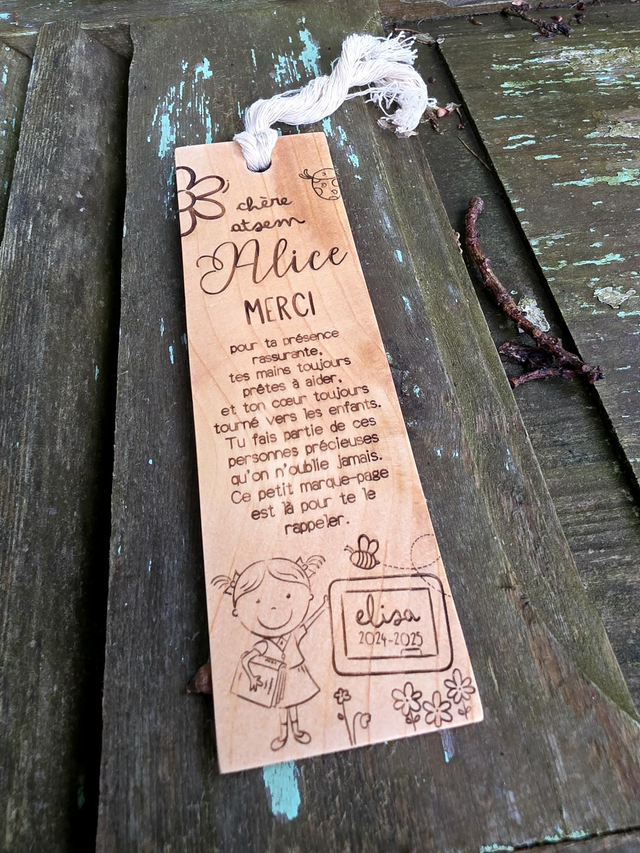 chère
atsem
Alice
MERCI
pour ta présence
rassurante,
tes mains toujours
prêtes à aider,
et ton cœur toujours
tourné vers les enfants.
Tu fais partie de ces
personnes précieuses
qu'on n'oublie jamais.
Ce petit marque-page
est là pour te le
rappeler.
elisa
2024-2025